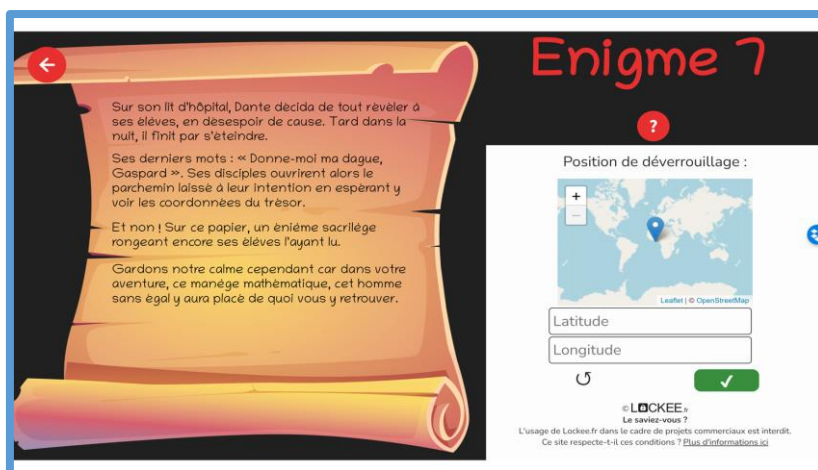 Enigme 7
Sur son lit d'hôpital, Dante décida de tout révéler à
ses élèves, en désespoir de cause. Tard dans la
nuit, il finit par s'éteindre.
Ses derniers mots : « Donne-moi ma dague,
Gaspard ». Ses disciples ouvrirent alors le
parchemin laissé à leur intention en espérant y
voir les coordonnées du trésor.
Et non ! Sur ce papier, un énième sacrilège
rongeant encore ses élèves l'ayant lu.
Gardons notre calme cependant car dans votre
aventure, ce manège mathématique, cet homme
sans égal y aura placé de quoi vous y retrouver.
?
Position de déverrouillage :
+
−
Leaflet | © OpenStreetMap
Latitude
Longitude
© LOCKEE.fr
Le saviez-vous ?
L'usage de Lockee.fr dans le cadre de projets commerciaux est interdit.
Ce site respecte-t-il ces conditions ? Plus d'informations ici